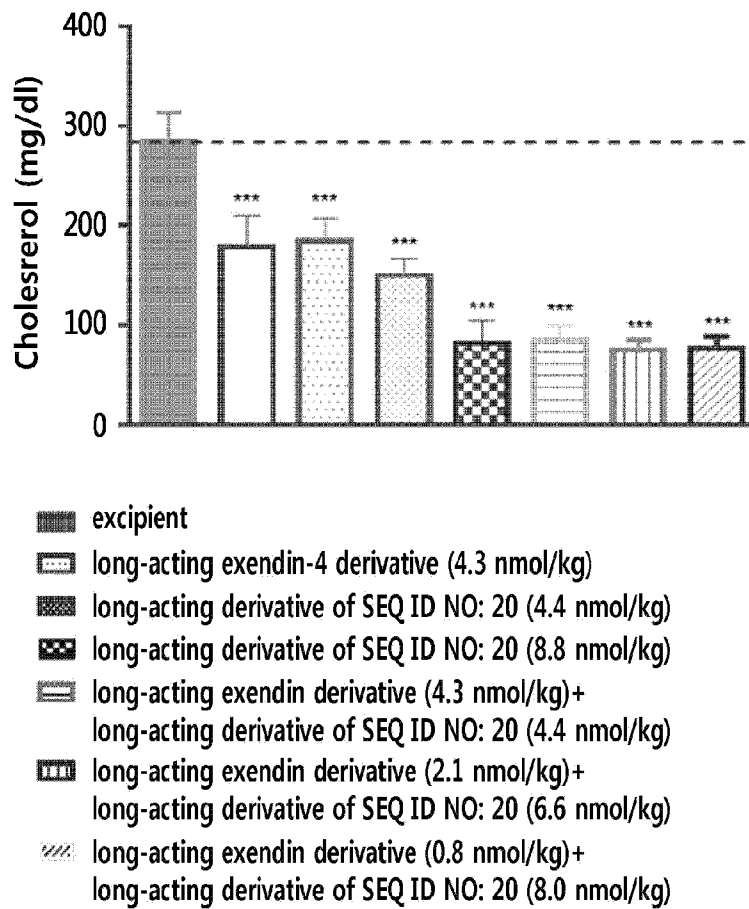 400
300
200
100
0
Cholesrerol (mg/dl)
***
***
***
***
***
***
***
excipient
long-acting exendin-4 derivative (4.3 nmol/kg)
long-acting derivative of SEQ ID NO: 20 (4.4 nmol/kg)
long-acting derivative of SEQ ID NO: 20 (8.8 nmol/kg)
long-acting exendin derivative (4.3 nmol/kg)+
long-acting derivative of SEQ ID NO: 20 (4.4 nmol/kg)
long-acting exendin derivative (2.1 nmol/kg)+
long-acting derivative of SEQ ID NO: 20 (6.6 nmol/kg)
long-acting exendin derivative (0.8 nmol/kg)+
long-acting derivative of SEQ ID NO: 20 (8.0 nmol/kg)